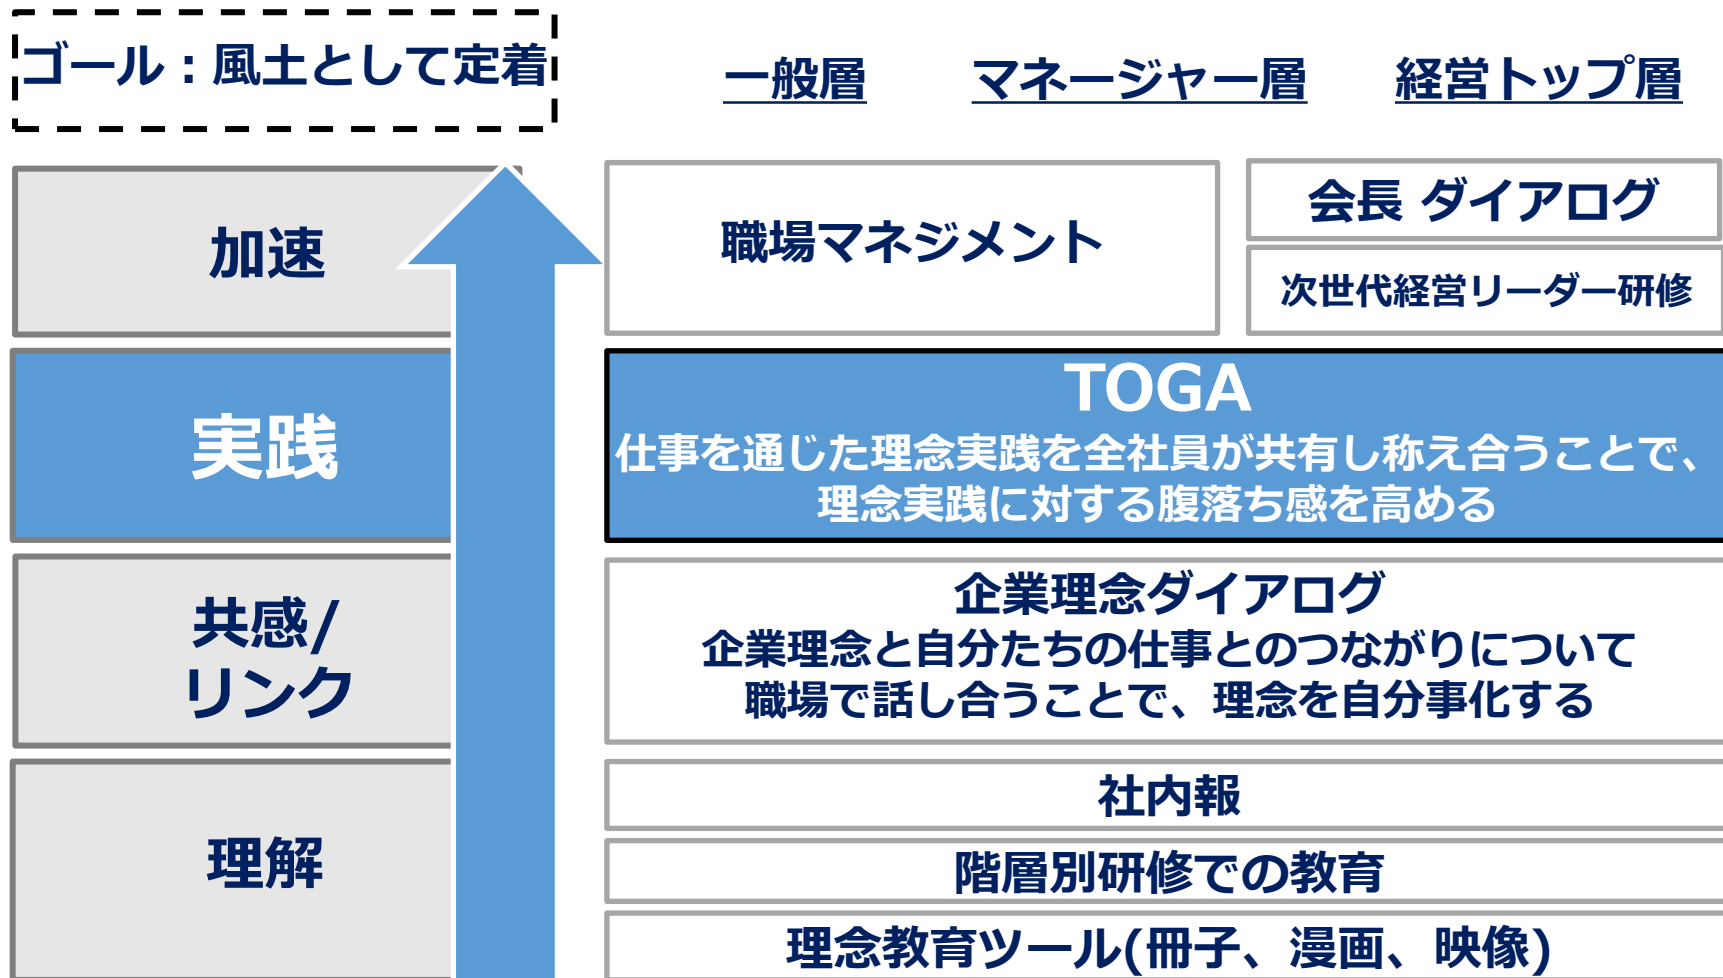 ゴール：風土として定着
一般層 マネージャー層 経営トップ層
加速
職場マネジメント
会長 ダイアログ
次世代経営リーダー研修
実践
TOGA
仕事を通じた理念実践を全社員が共有し称え合うことで、
理念実践に対する腹落ち感を高める
共感/
リンク
企業理念ダイアログ
企業理念と自分たちの仕事とのつながりについて
職場で話し合うことで、理念を自分事化する
理解
社内報
階層別研修での教育
理念教育ツール(冊子、漫画、映像)